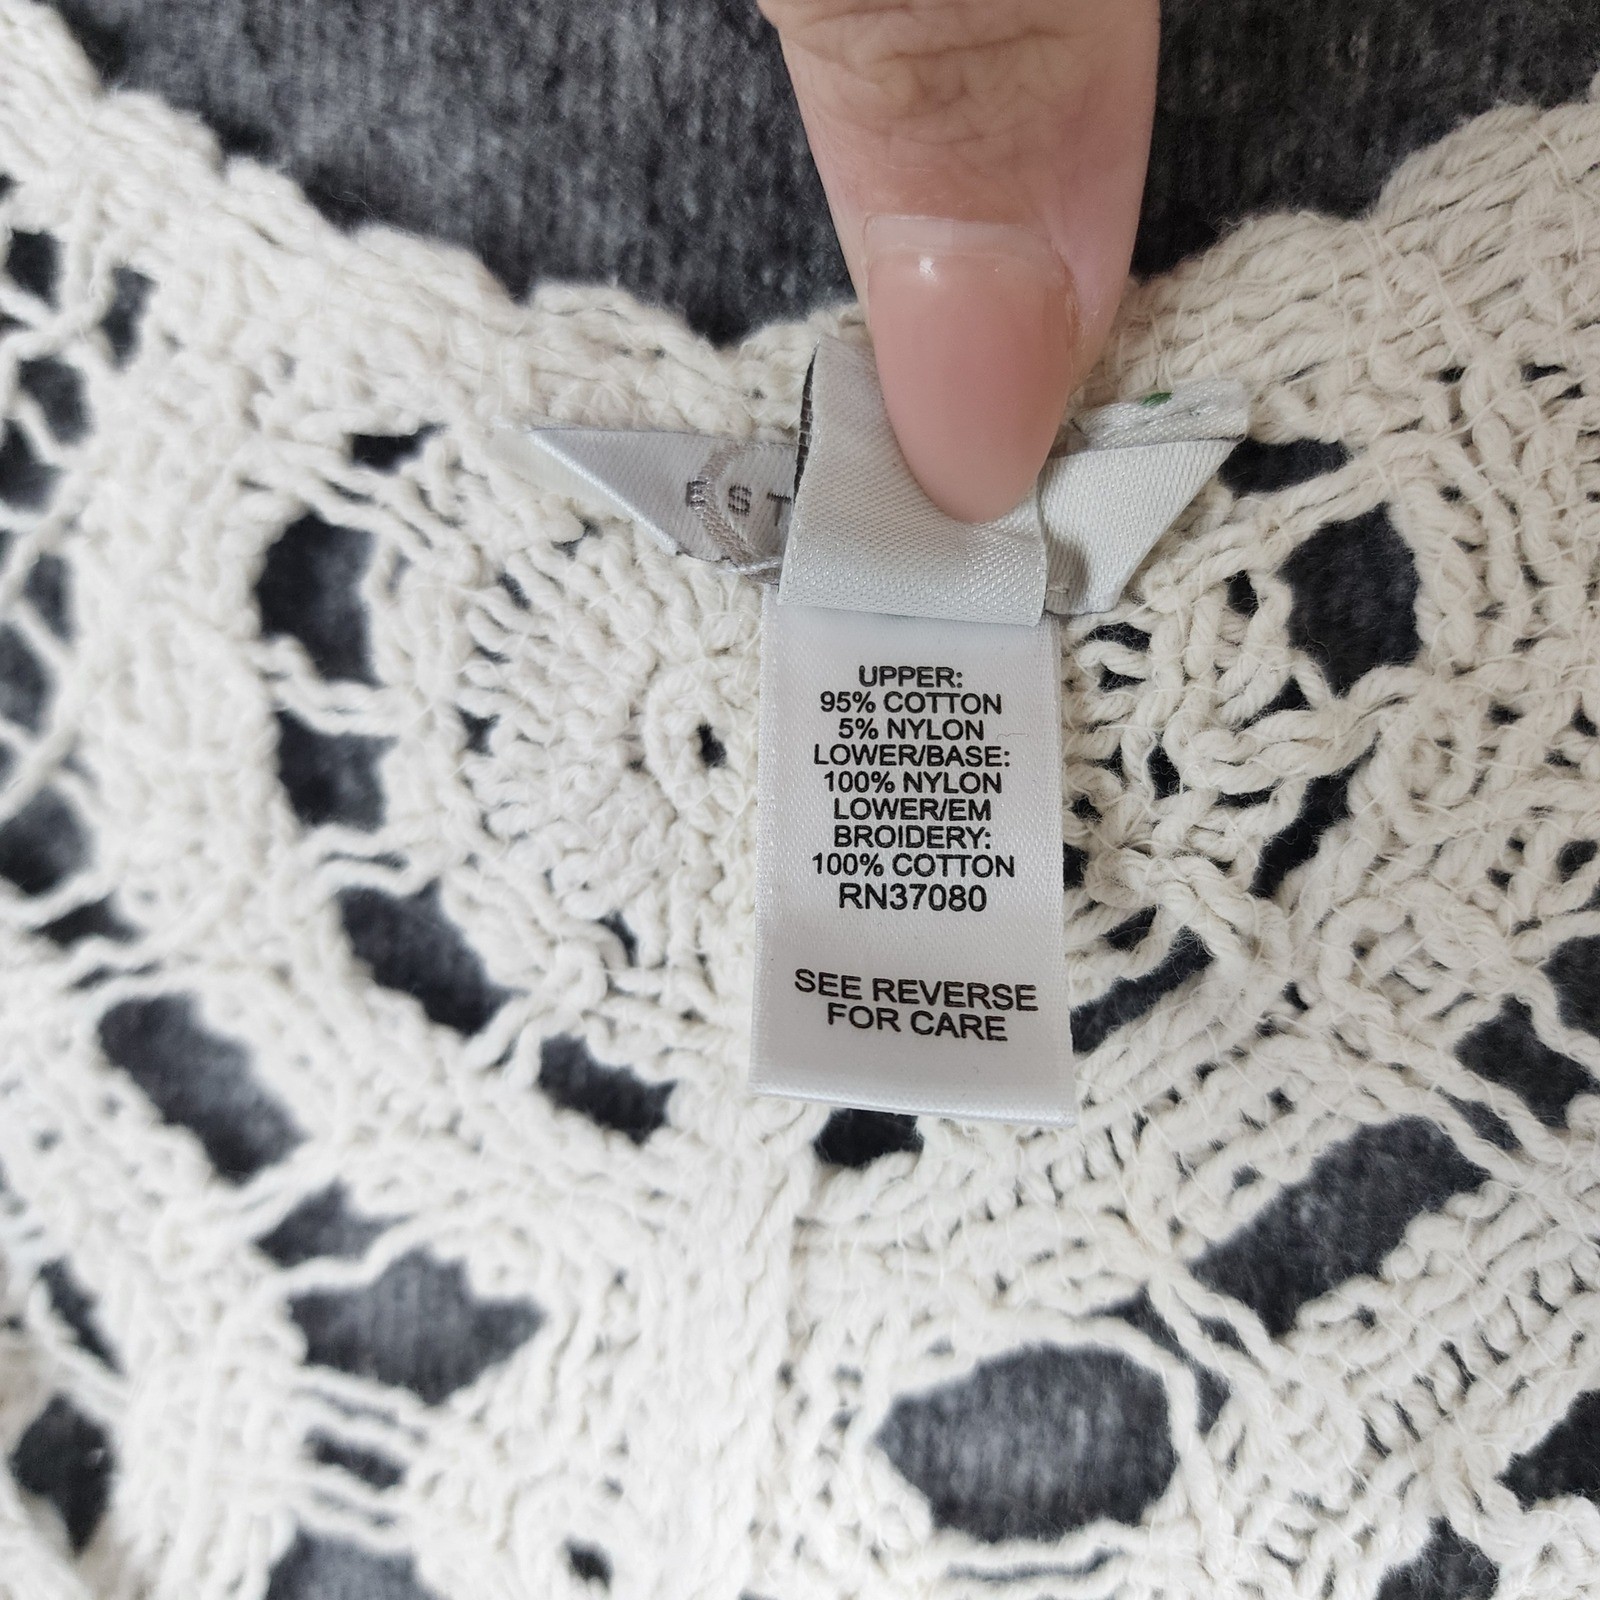 EST
UPPER:
95% COTTON
5% NYLON
LOWER/BASE:
100% NYLON
LOWER/EM
BROIDERY:
100% COTTON
RN37080
SEE REVERSE
FOR CARE